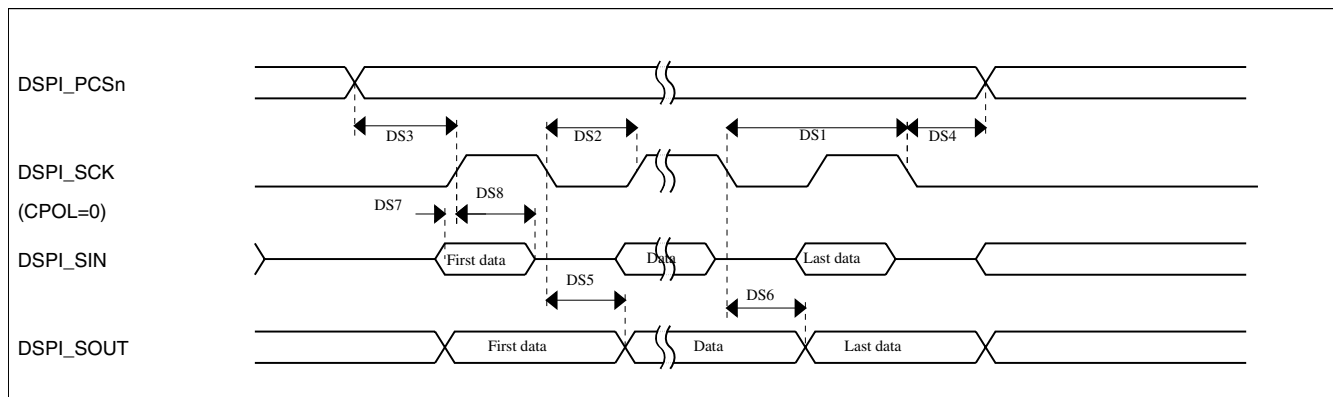 DSPI_PCSn
DS3
DS2
DS1
DS4
DSPI_SCK
(CPOL=0)
DS7
DS8
DSPI_SIN
First data
Data
Last data
DS5
DS6
DSPI_SOUT
First data
Data
Last data